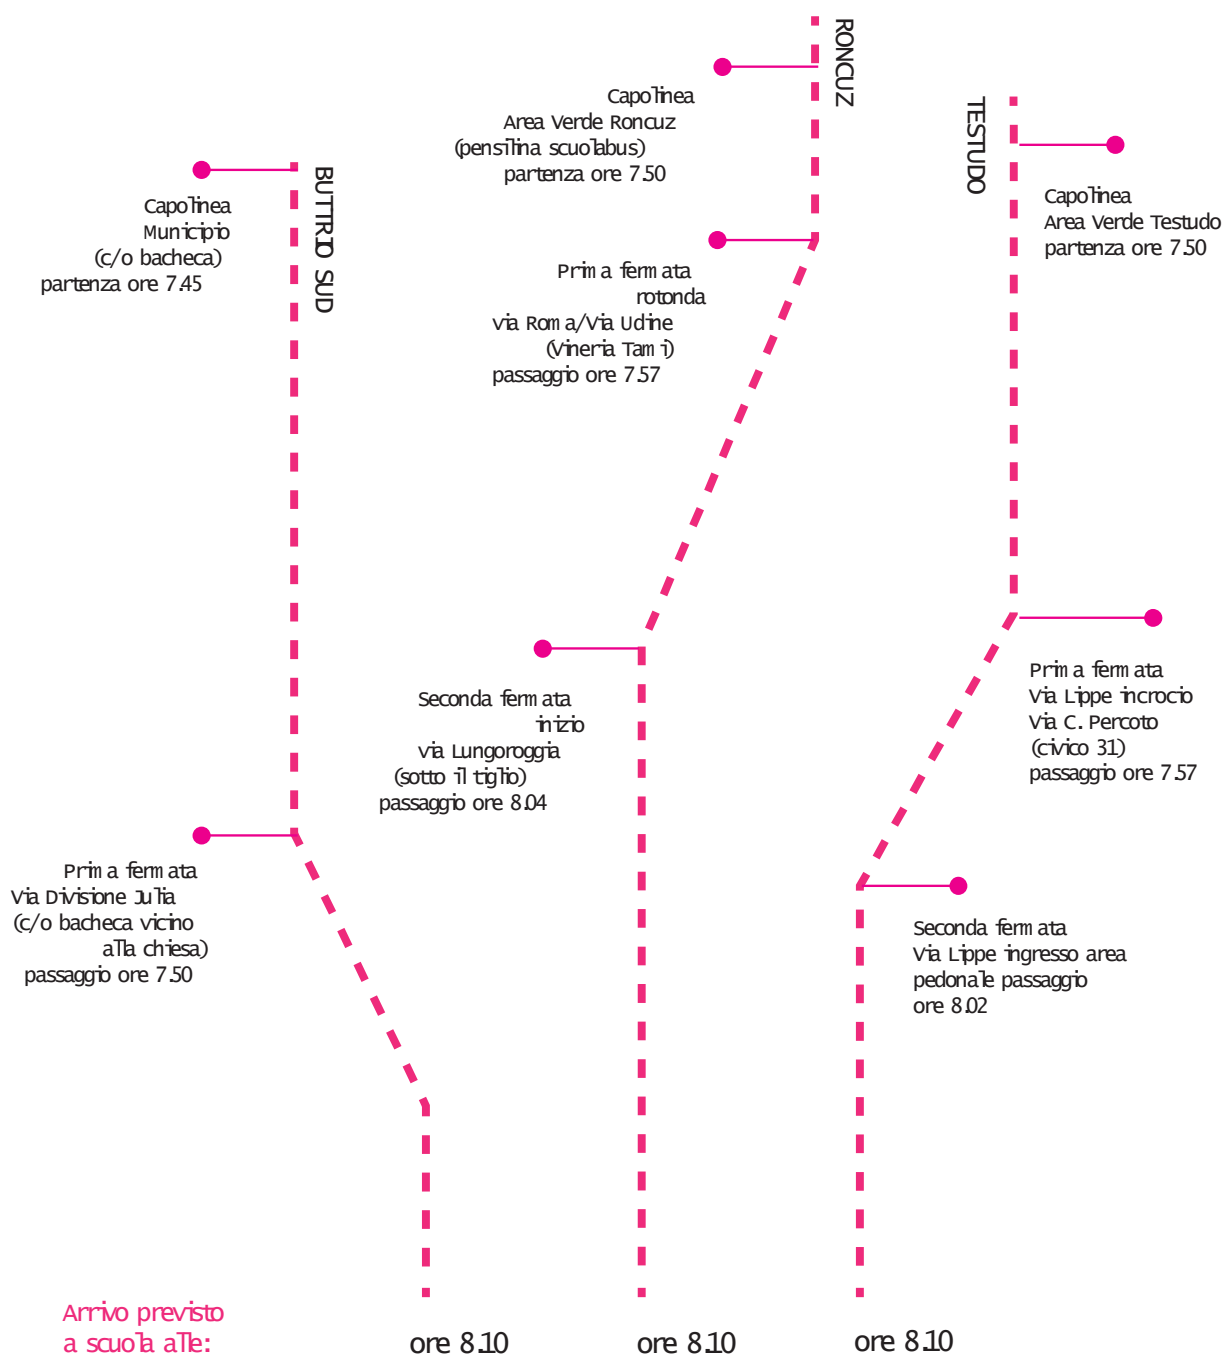 RONCUZ
Capolinea
Area Verde Roncuz
(pensilina scuolabus)
partenza ore 7.50
Prima fermata
rotonda
via Roma/Via Udine
(Vineria Tami)
passaggio ore 7.57
Seconda fermata
inizio
via Lungoroggia
(sotto il tiglio)
passaggio ore 8.04
TESTUDO
Capolinea
Area Verde Testudo
partenza ore 7.50
Prima fermata
Via Lippe incrocio
Via C. Percoto
(civico 31)
passaggio ore 7.57
Seconda fermata
Via Lippe ingresso area
pedonale passaggio
ore 8.02
BUTTRIO SUD
Capolinea
Municipio
(c/o bacheca)
partenza ore 7.45
Prima fermata
Via Divisione Julia
(c/o bacheca vicino
alla chiesa)
passaggio ore 7.50
Arrivo previsto
a scuola alle:
ore 8.10
ore 8.10
ore 8.10